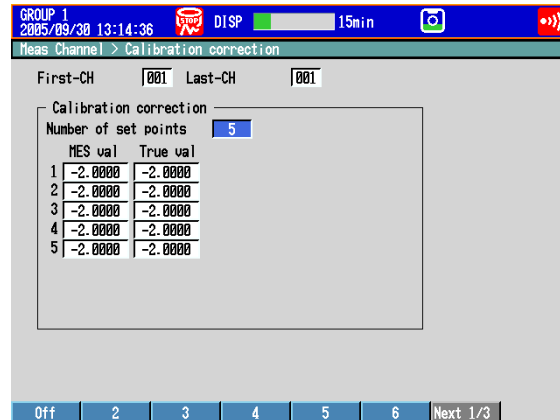 GROUP 1
2005/09/30 13:14:36 STOP DISP 15min
Meas Channel > Calibration correction
First-CH 001 Last-CH 001
Calibration correction
Number of set points 5
MES val True val
1 -2.0000 -2.0000
2 -2.0000 -2.0000
3 -2.0000 -2.0000
4 -2.0000 -2.0000
5 -2.0000 -2.0000
Off 2 3 4 5 6 Next 1/3